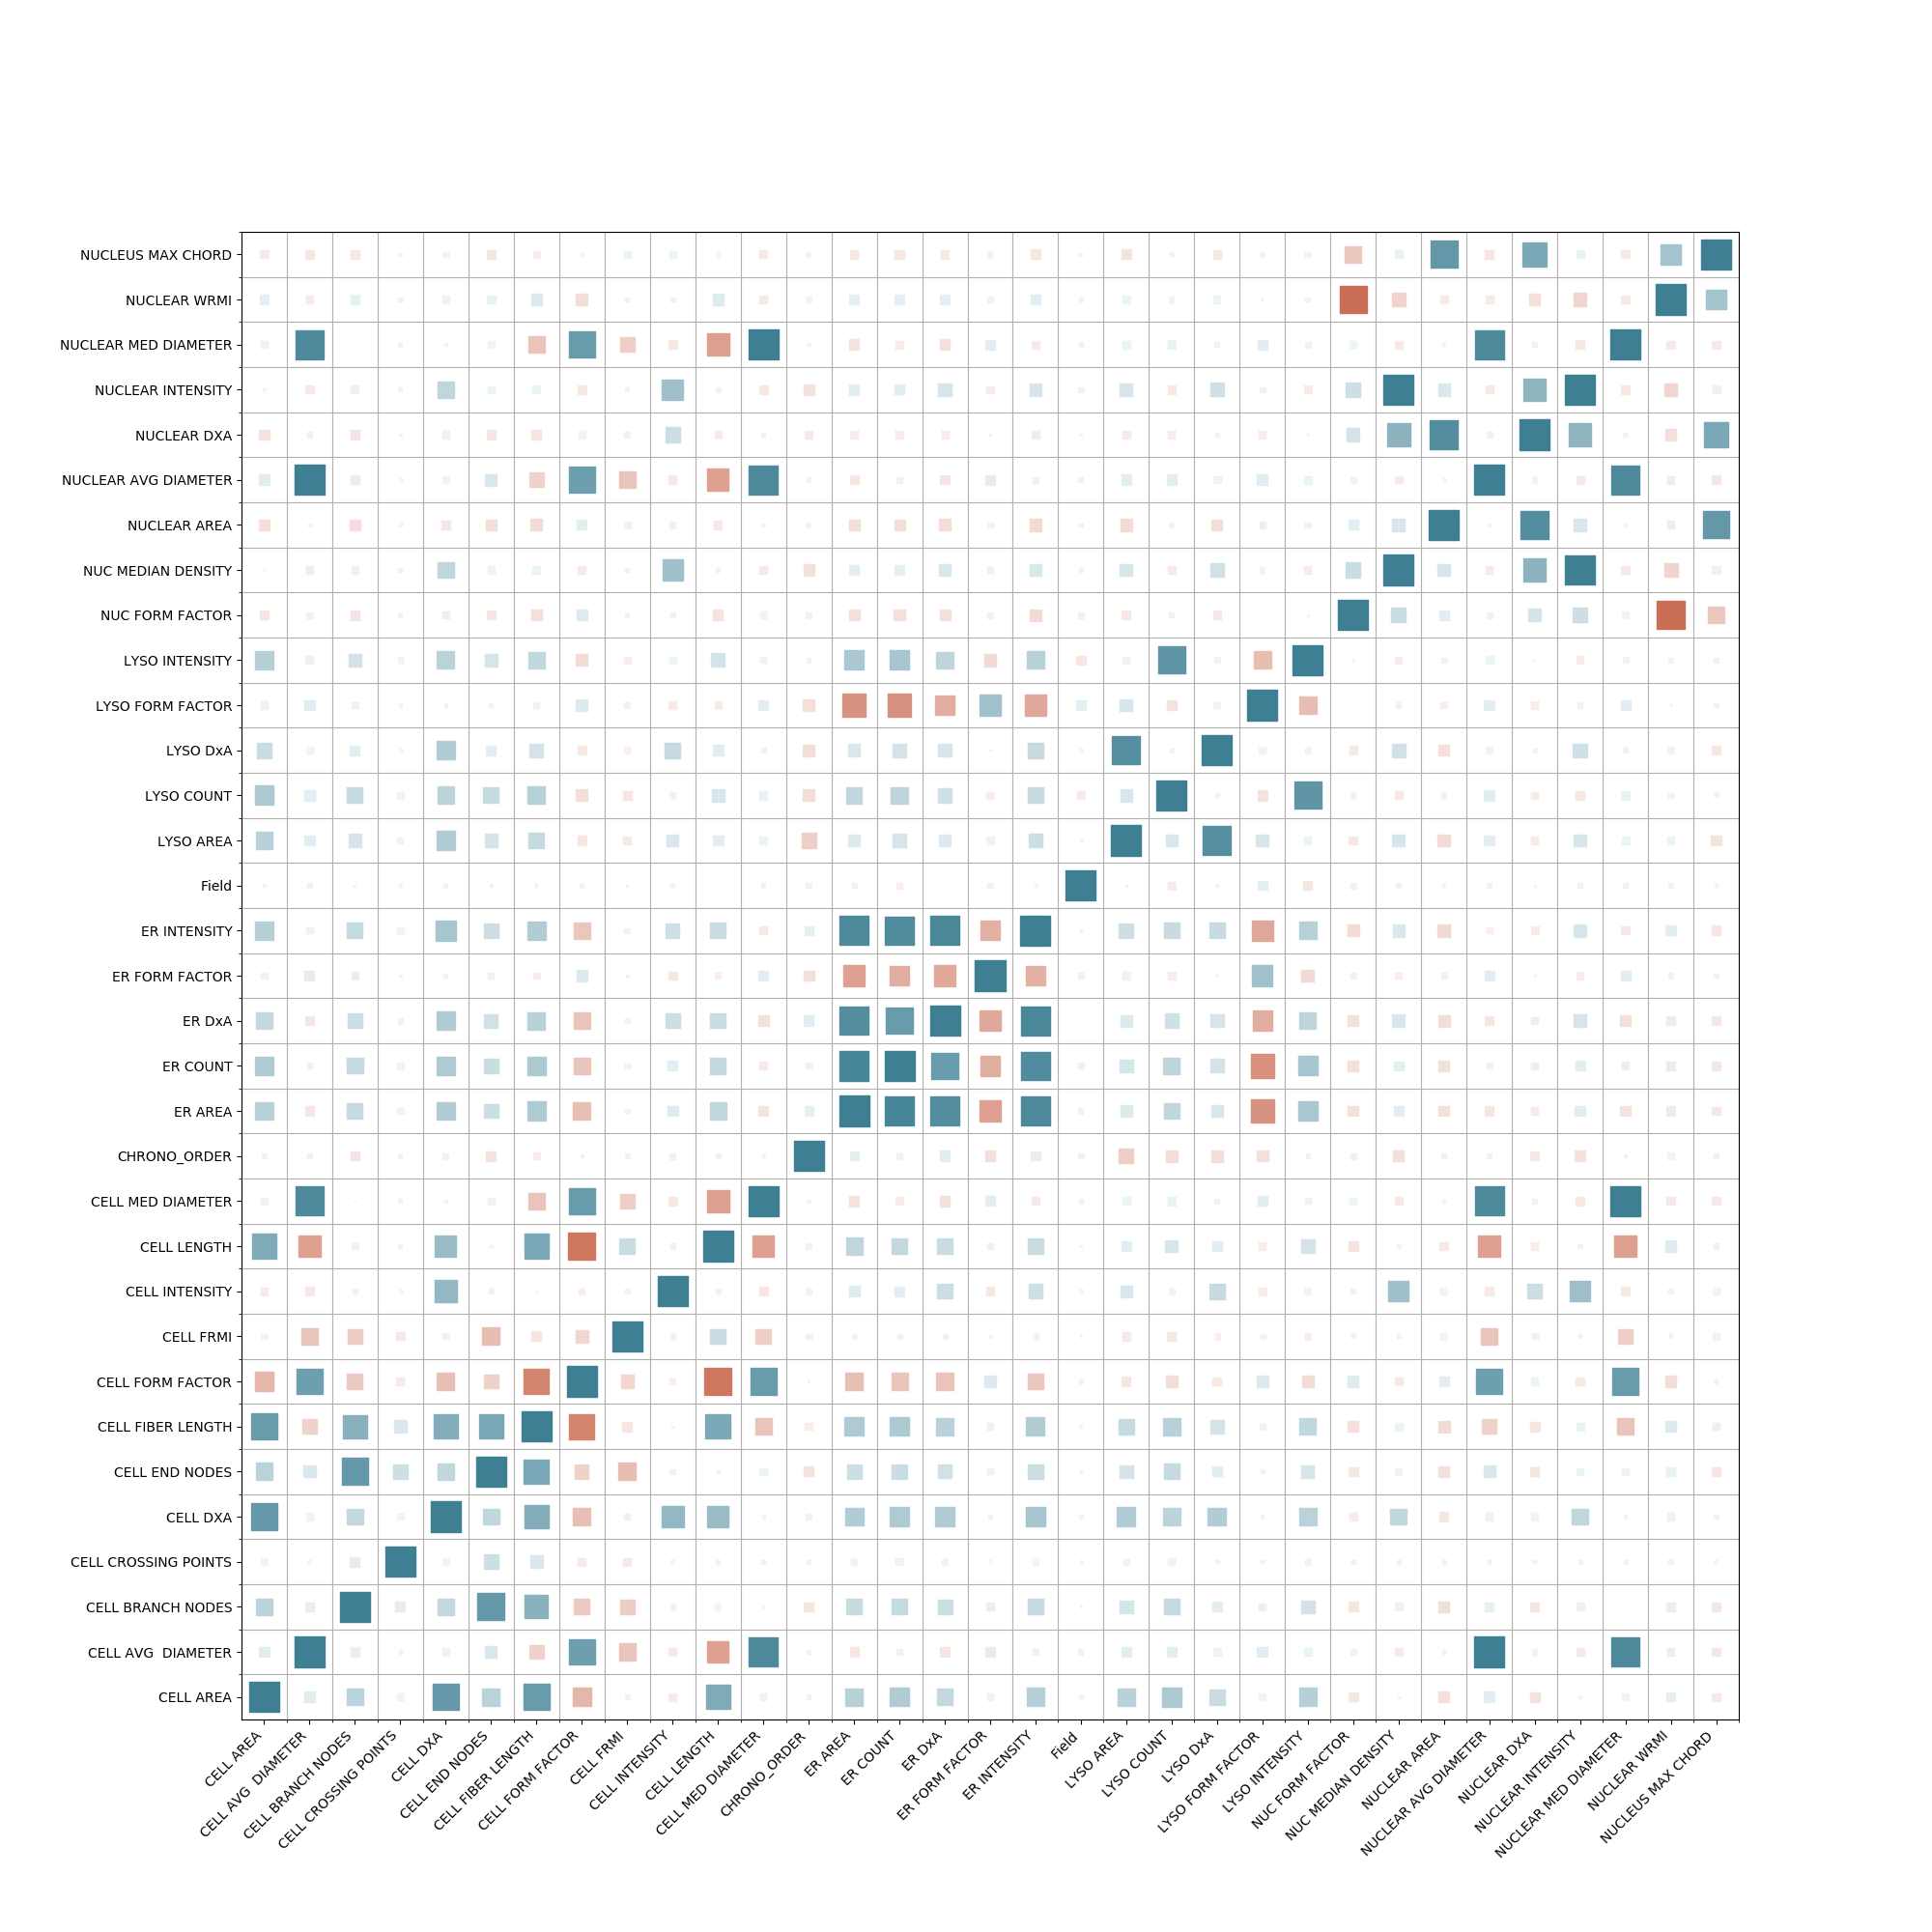 NUCLEUS MAX CHORD
NUCLEAR WRMI
NUCLEAR MED DIAMETER
NUCLEAR INTENSITY
NUCLEAR DXA
NUCLEAR AVG DIAMETER
NUCLEAR AREA
NUC MEDIAN DENSITY
NUC FORM FACTOR
LYSO INTENSITY
LYSO FORM FACTOR
LYSO DxA
LYSO COUNT
LYSO AREA
Field
ER INTENSITY
ER FORM FACTOR
ER DxA
ER COUNT
ER AREA
CHRONO_ORDER
CELL MED DIAMETER
CELL LENGTH
CELL INTENSITY
CELL FRMI
CELL FORM FACTOR
CELL FIBER LENGTH
CELL END NODES
CELL DXA
CELL CROSSING POINTS
CELL BRANCH NODES
CELL AVG  DIAMETER
CELL AREA
CELL AREA
CELL AVG  DIAMETER
CELL BRANCH NODES
CELL CROSSING POINTS
CELL DXA
CELL END NODES
CELL FIBER LENGTH
CELL FORM FACTOR
CELL FRMI
CELL INTENSITY
CELL LENGTH
CELL MED DIAMETER
CHRONO_ORDER
ER AREA
ER COUNT
ER DxA
ER FORM FACTOR
ER INTENSITY
Field
LYSO AREA
LYSO COUNT
LYSO DxA
LYSO FORM FACTOR
LYSO INTENSITY
NUC FORM FACTOR
NUC MEDIAN DENSITY
NUCLEAR AREA
NUCLEAR AVG DIAMETER
NUCLEAR DXA
NUCLEAR INTENSITY
NUCLEAR MED DIAMETER
NUCLEAR WRMI
NUCLEUS MAX CHORD